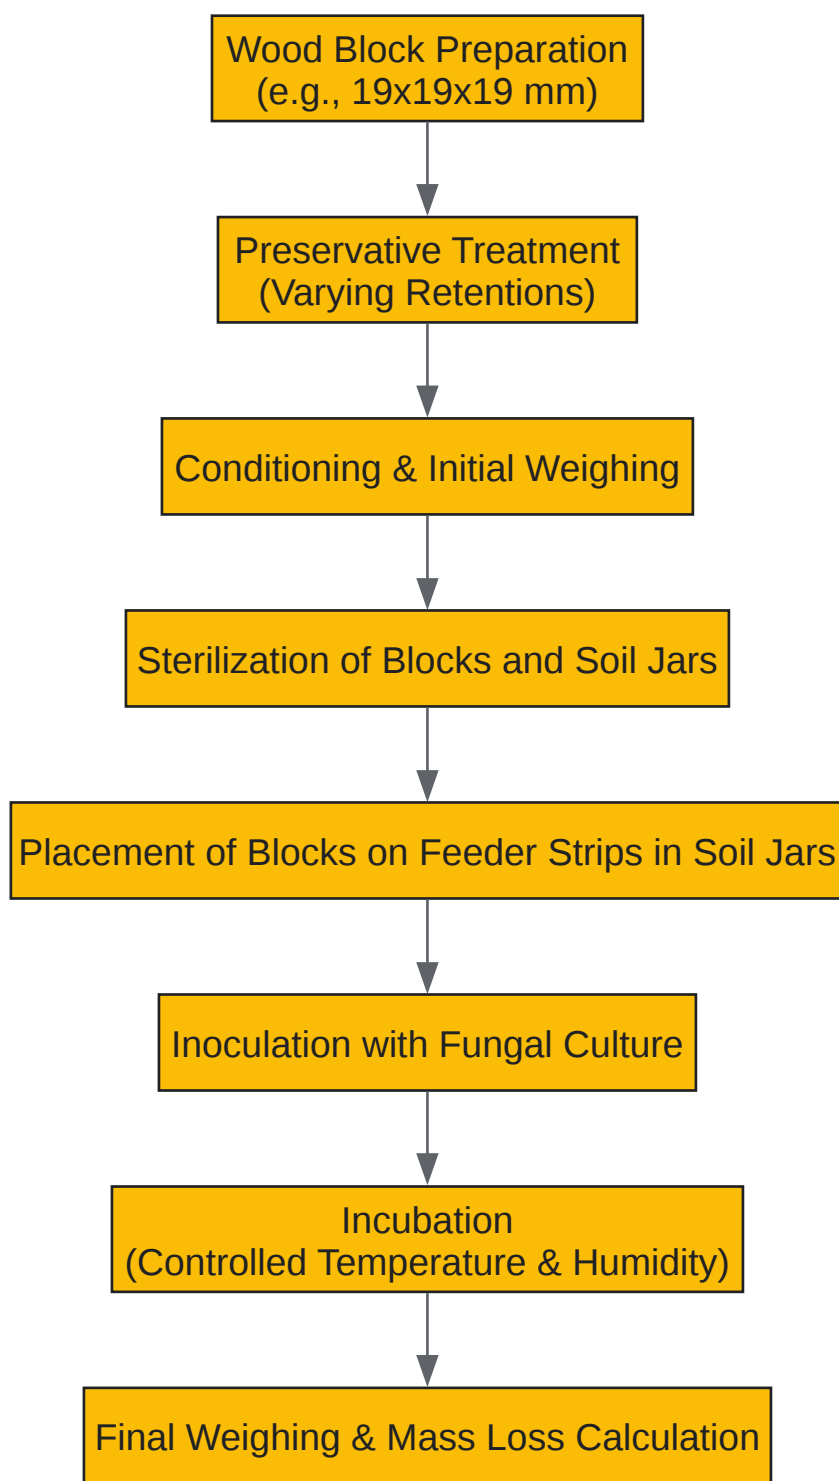 Wood Block Preparation
(e.g., 19x19x19 mm)
Preservative Treatment
(Varying Retentions)
Conditioning & Initial Weighing
Sterilization of Blocks and Soil Jars
Placement of Blocks on Feeder Strips in Soil Jars
Inoculation with Fungal Culture
Incubation
(Controlled Temperature & Humidity)
Final Weighing & Mass Loss Calculation